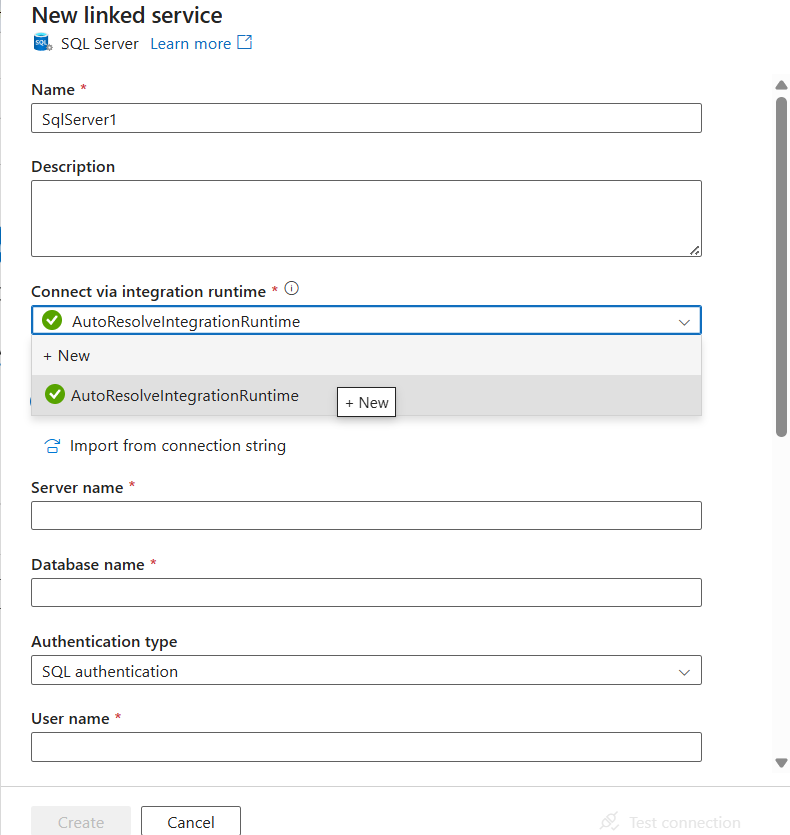 New linked service
SQL SQL Server Learn more
Name *
SqlServer1
Description
Connect via integration runtime *
AutoResolveIntegrationRuntime
+ New
AutoResolveIntegrationRuntime
+ New
Import from connection string
Server name *
Database name *
Authentication type
SQL authentication
User name *
Create Cancel Test connection